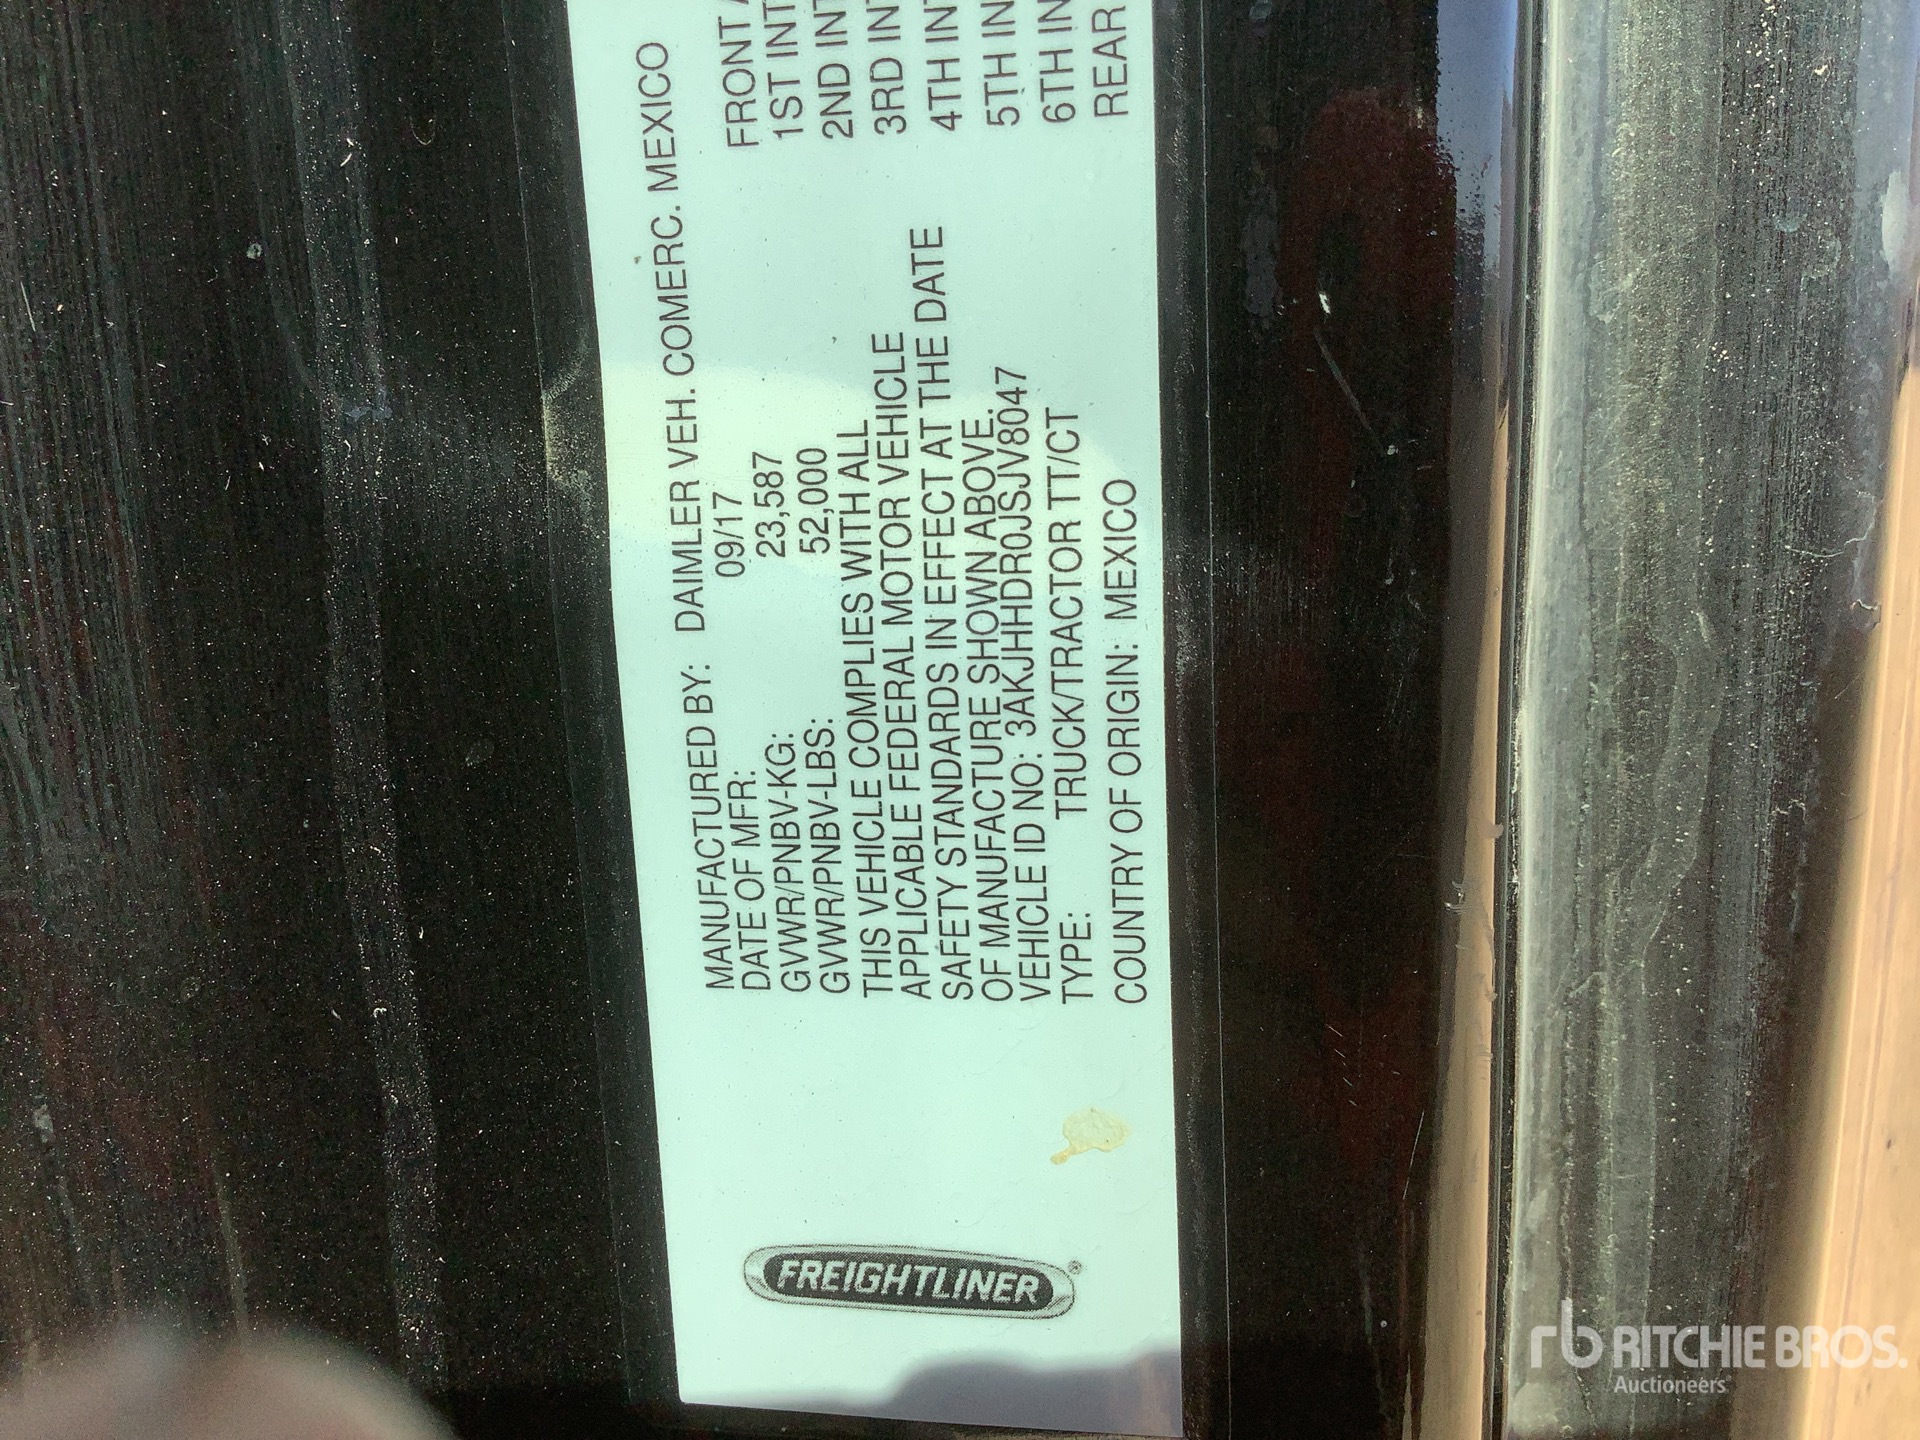 FREIGHTLINER®
MANUFACTURED BY: DAIMLER VEH. COMERC. MEXICO
DATE OF MFR: 09/17
GVWR/PNBV-KG: 23,587
GVWR/PNBV-LBS: 52,000
THIS VEHICLE COMPLIES WITH ALL
APPLICABLE FEDERAL MOTOR VEHICLE
SAFETY STANDARDS IN EFFECT AT THE DATE
OF MANUFACTURE SHOWN ABOVE.
VEHICLE ID NO: 3AKJHHDR0JSJV8047
TYPE: TRUCK/TRACTOR TT/CT
COUNTRY OF ORIGIN: MEXICO
FRONT
1ST INT
2ND INT
3RD INT
4TH INT
5TH IN
6TH IN
REAR
rb RITCHIE BROS.
Auctioneers